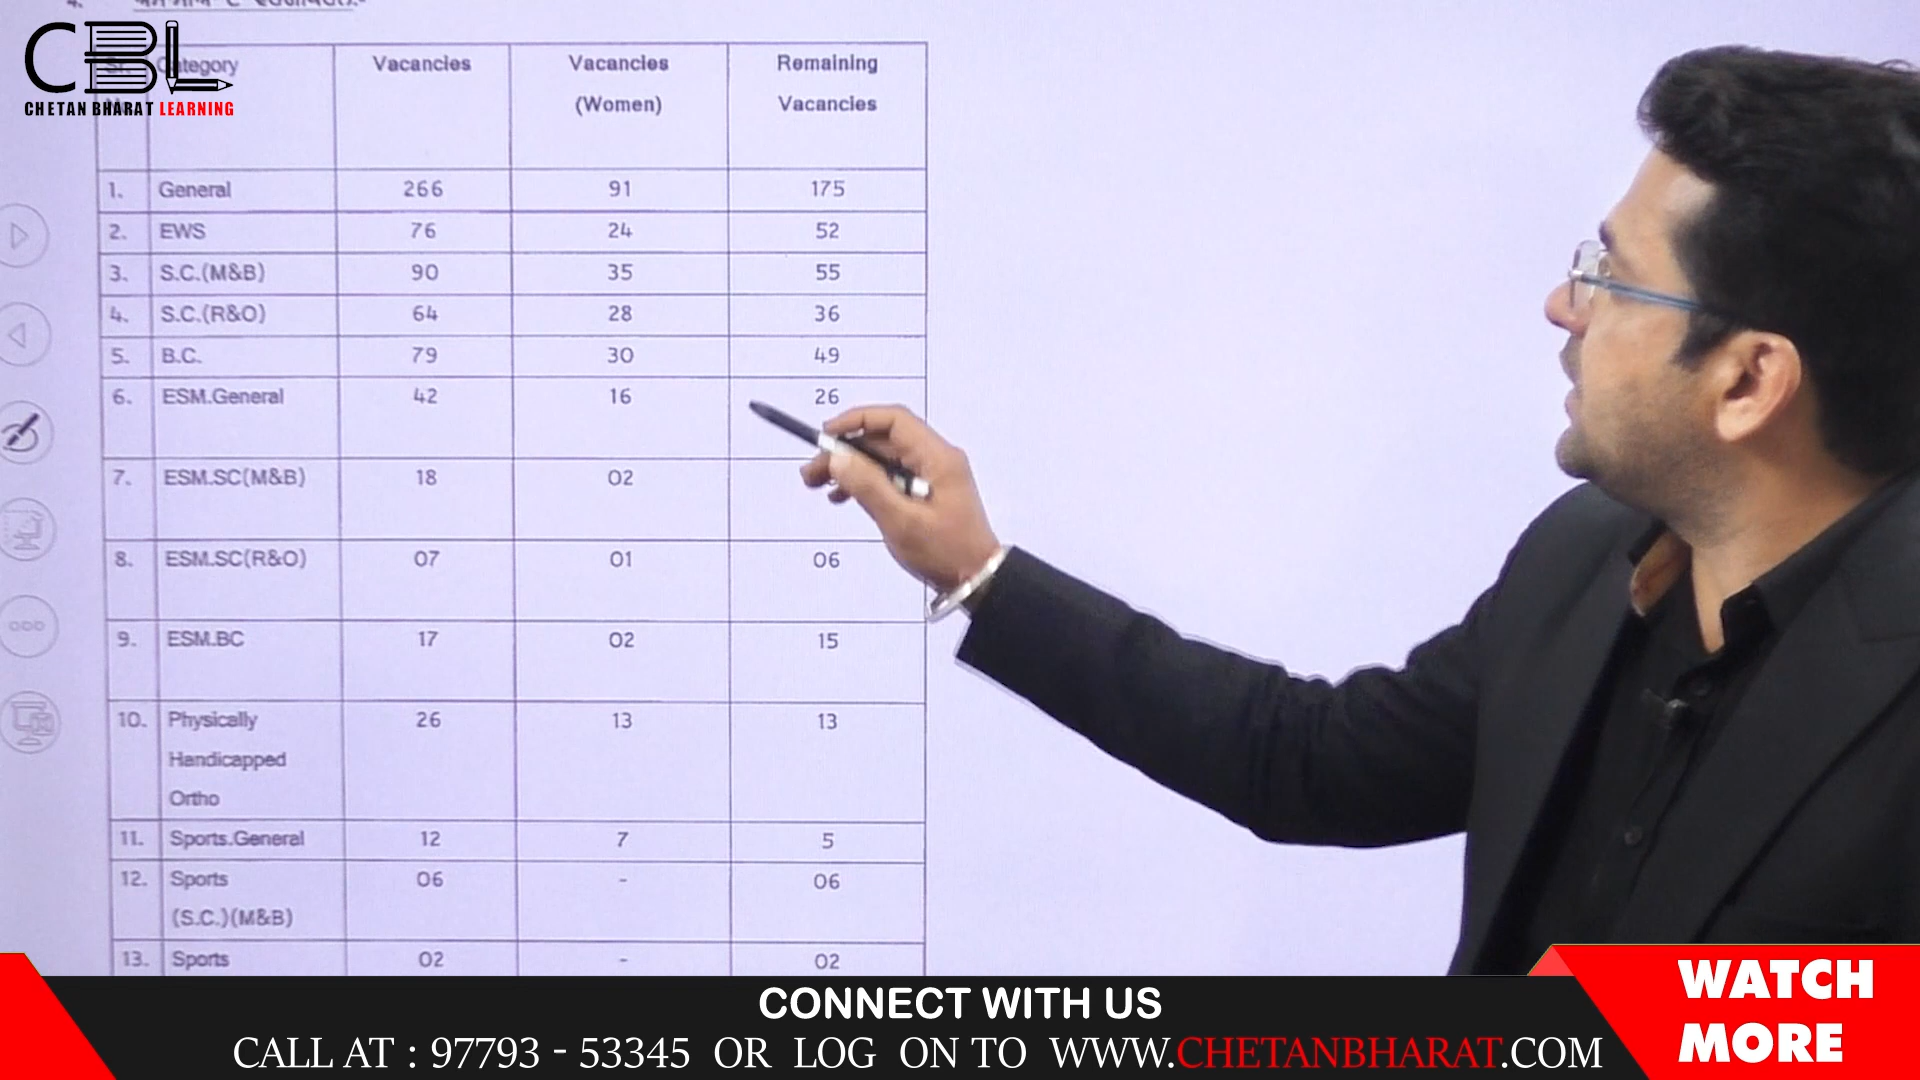 CBL
CHETAN BHARAT LEARNING
Category Vacancies Vacancies (Women) Remaining Vacancies
1. General 266 91 175
2. EWS 76 24 52
3. S.C.(M&B) 90 35 55
4. S.C.(R&O) 64 28 36
5. B.C. 79 30 49
6. ESM.General 42 16 26
7. ESM.SC(M&B) 18 02
8. ESM.SC(R&O) 07 01 06
9. ESM.BC 17 02 15
10. Physically Handicapped Ortho 26 13 13
11. Sports.General 12 7 5
12. Sports (S.C.)(M&B) 06 - 06
13. Sports 02 - 02
CONNECT WITH US
CALL AT : 97793 - 53345 OR LOG ON TO WWW.CHETANBHARAT.COM
WATCH
MORE